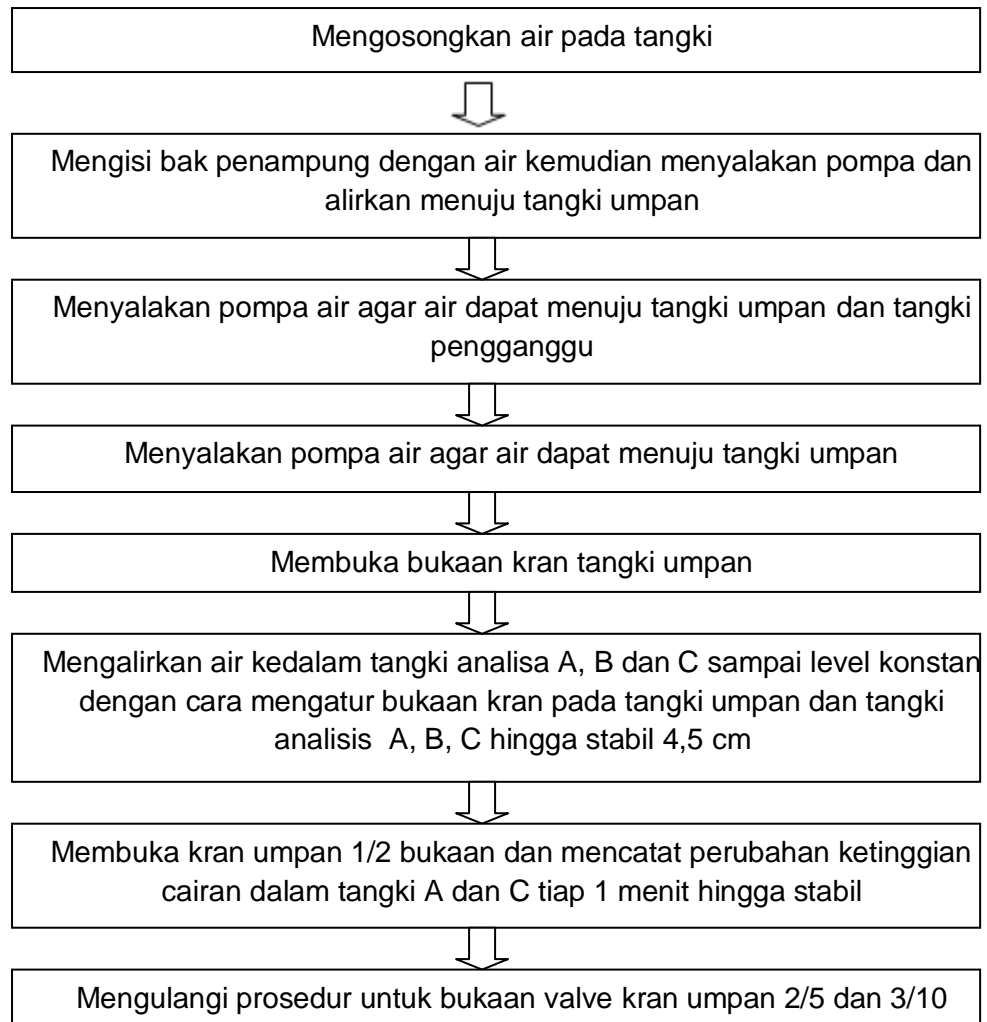 Mengosongkan air pada tangki
Mengisi bak penampung dengan air kemudian menyalakan pompa dan
alirkan menuju tangki umpan
Menyalakan pompa air agar air dapat menuju tangki umpan dan tangki
pengganggu
Menyalakan pompa air agar air dapat menuju tangki umpan
Membuka bukaan kran tangki umpan
Mengalirkan air kedalam tangki analisa A, B dan C sampai level konstan
dengan cara mengatur bukaan kran pada tangki umpan dan tangki
analisis A, B, C hingga stabil 4,5 cm
Membuka kran umpan 1/2 bukaan dan mencatat perubahan ketinggian
cairan dalam tangki A dan C tiap 1 menit hingga stabil
Mengulangi prosedur untuk bukaan valve kran umpan 2/5 dan 3/10